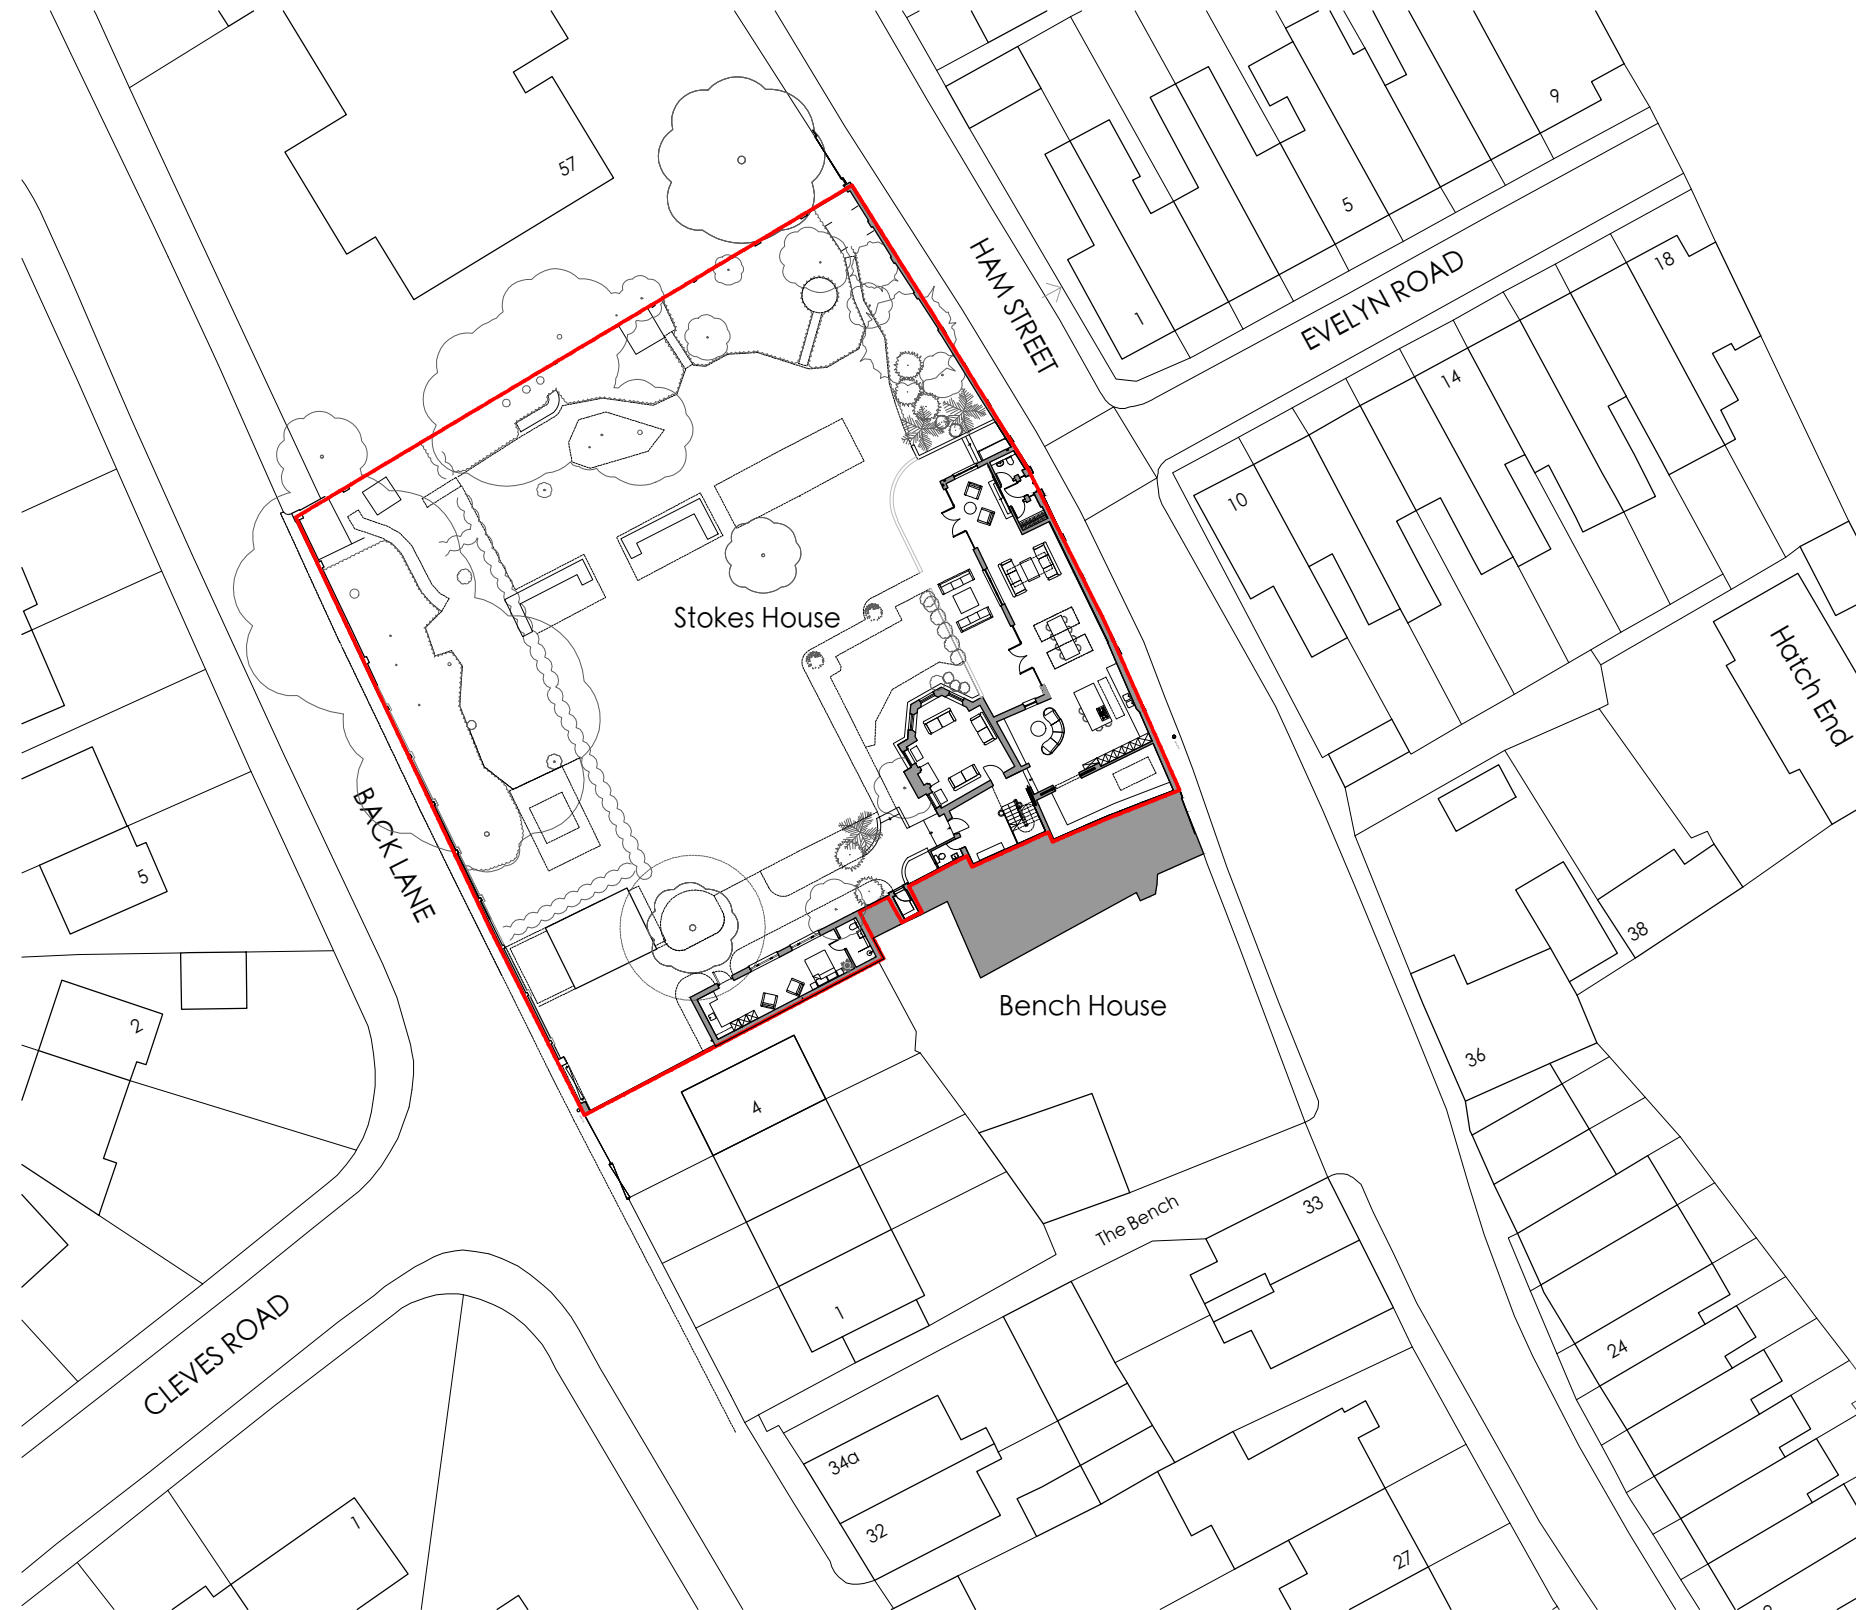 9
57
5
HAM STREET
EVELYN ROAD
18
1
14
10
Stokes House
Hatch End
BACK LANE
5
38
Bench House
2
36
4
The Bench
33
1
CLEVES ROAD
24
34a
32
1
27